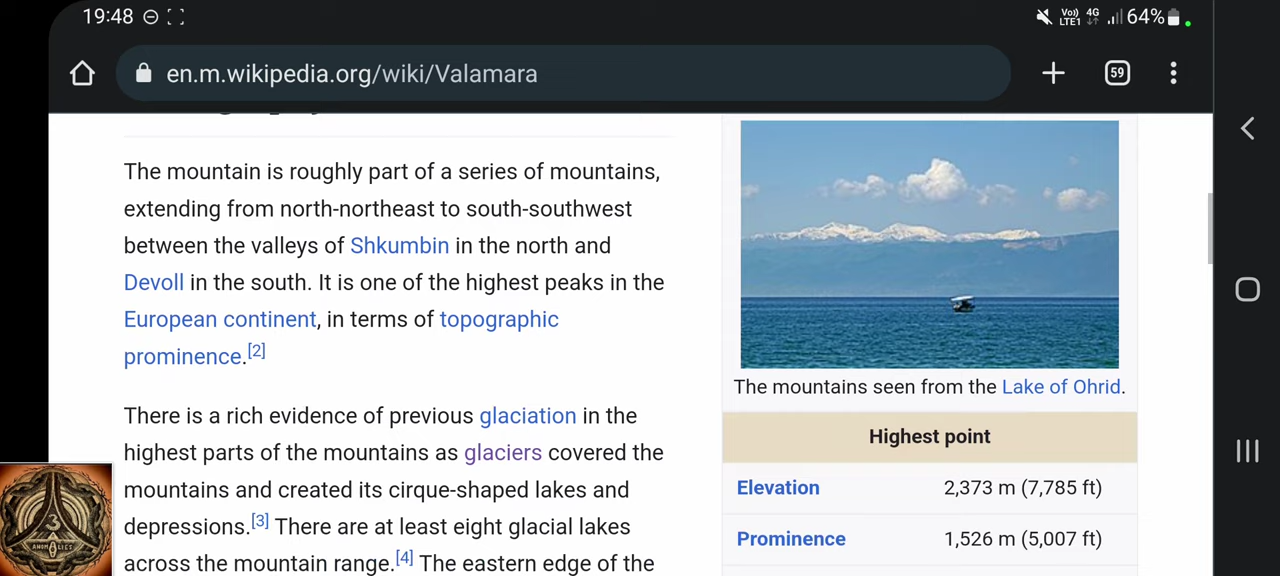 19:48
Vo)) 4G
LTE1
64%
en.m.wikipedia.org/wiki/Valamara
59
The mountain is roughly part of a series of mountains,
extending from north-northeast to south-southwest
between the valleys of Shkumbin in the north and
Devoll in the south. It is one of the highest peaks in the
European continent, in terms of topographic
prominence.[2]
There is a rich evidence of previous glaciation in the
highest parts of the mountains as glaciers covered the
mountains and created its cirque-shaped lakes and
depressions.[3] There are at least eight glacial lakes
across the mountain range.[4] The eastern edge of the
The mountains seen from the Lake of Ohrid.
Highest point
Elevation 2,373 m (7,785 ft)
Prominence 1,526 m (5,007 ft)
3